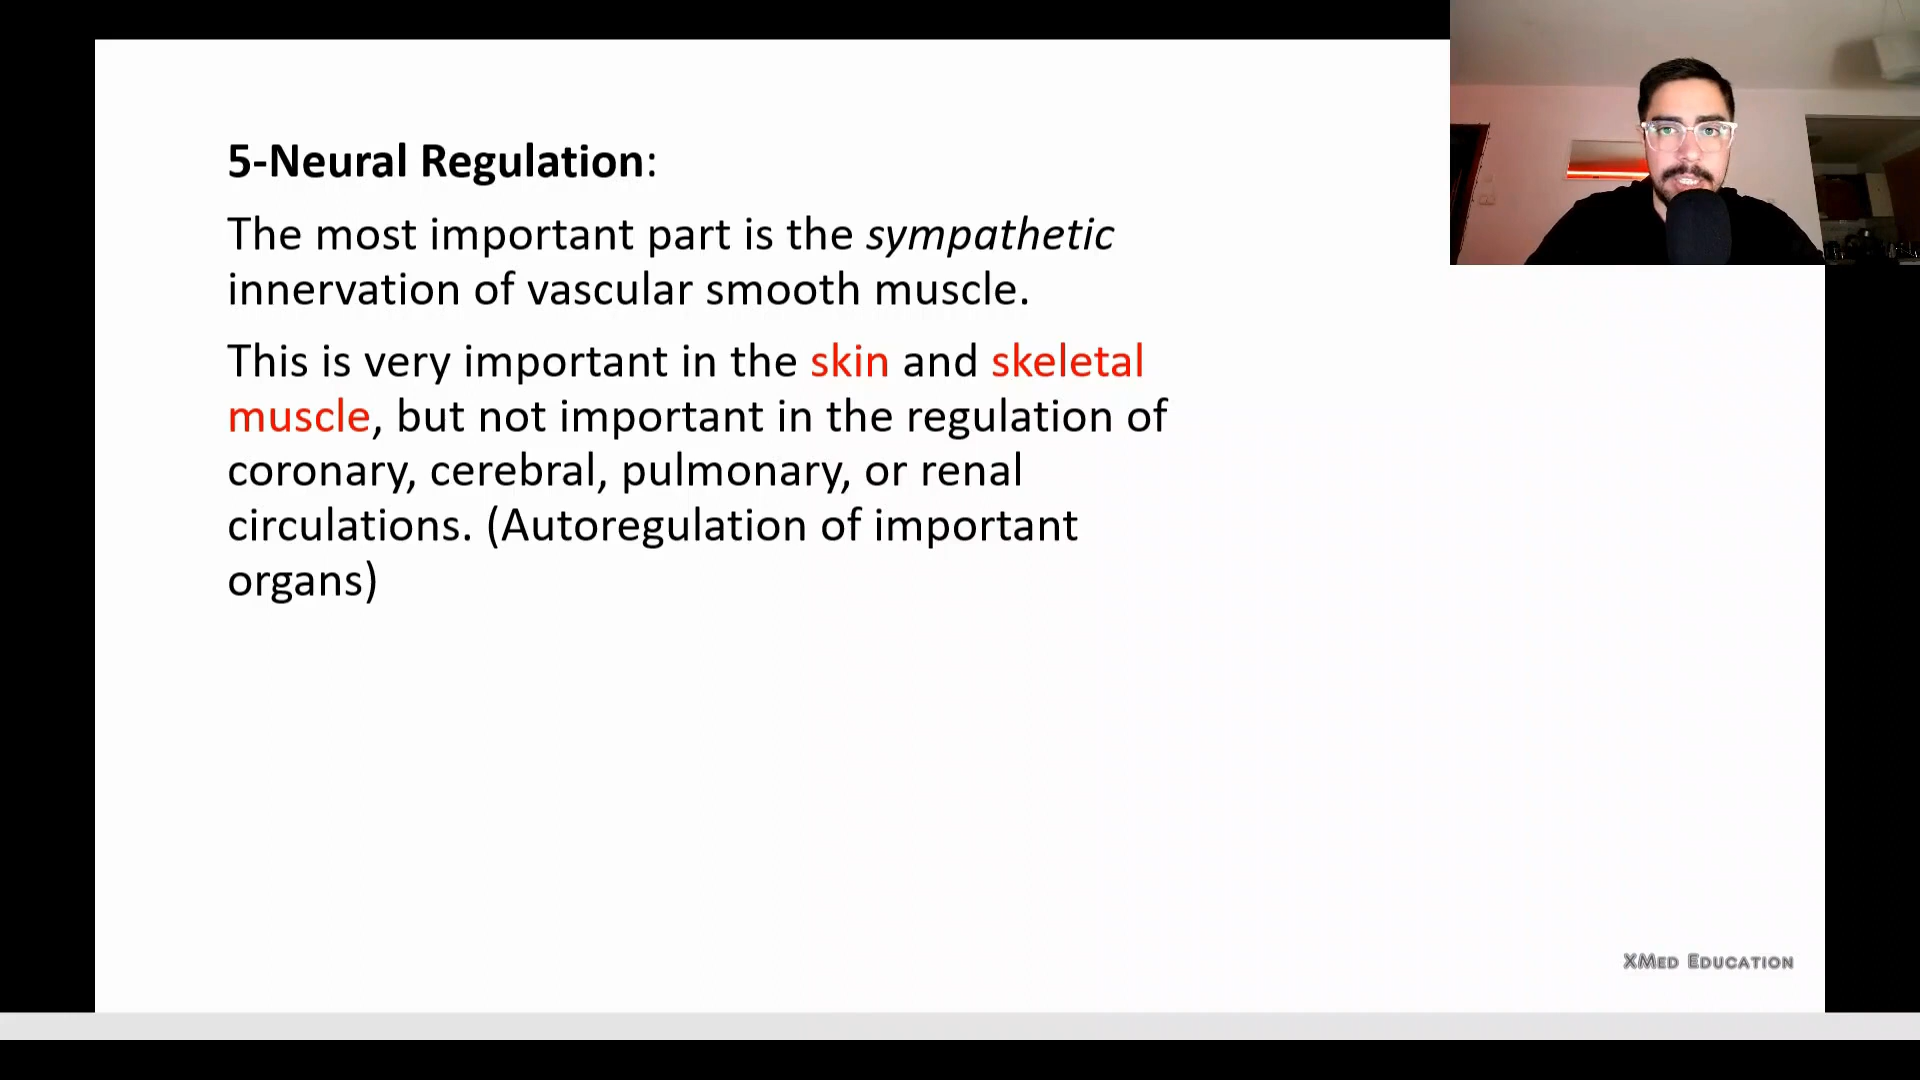 5-Neural Regulation:
The most important part is the sympathetic
innervation of vascular smooth muscle.
This is very important in the skin and skeletal
muscle, but not important in the regulation of
coronary, cerebral, pulmonary, or renal
circulations. (Autoregulation of important
organs)
XMED EDUCATION